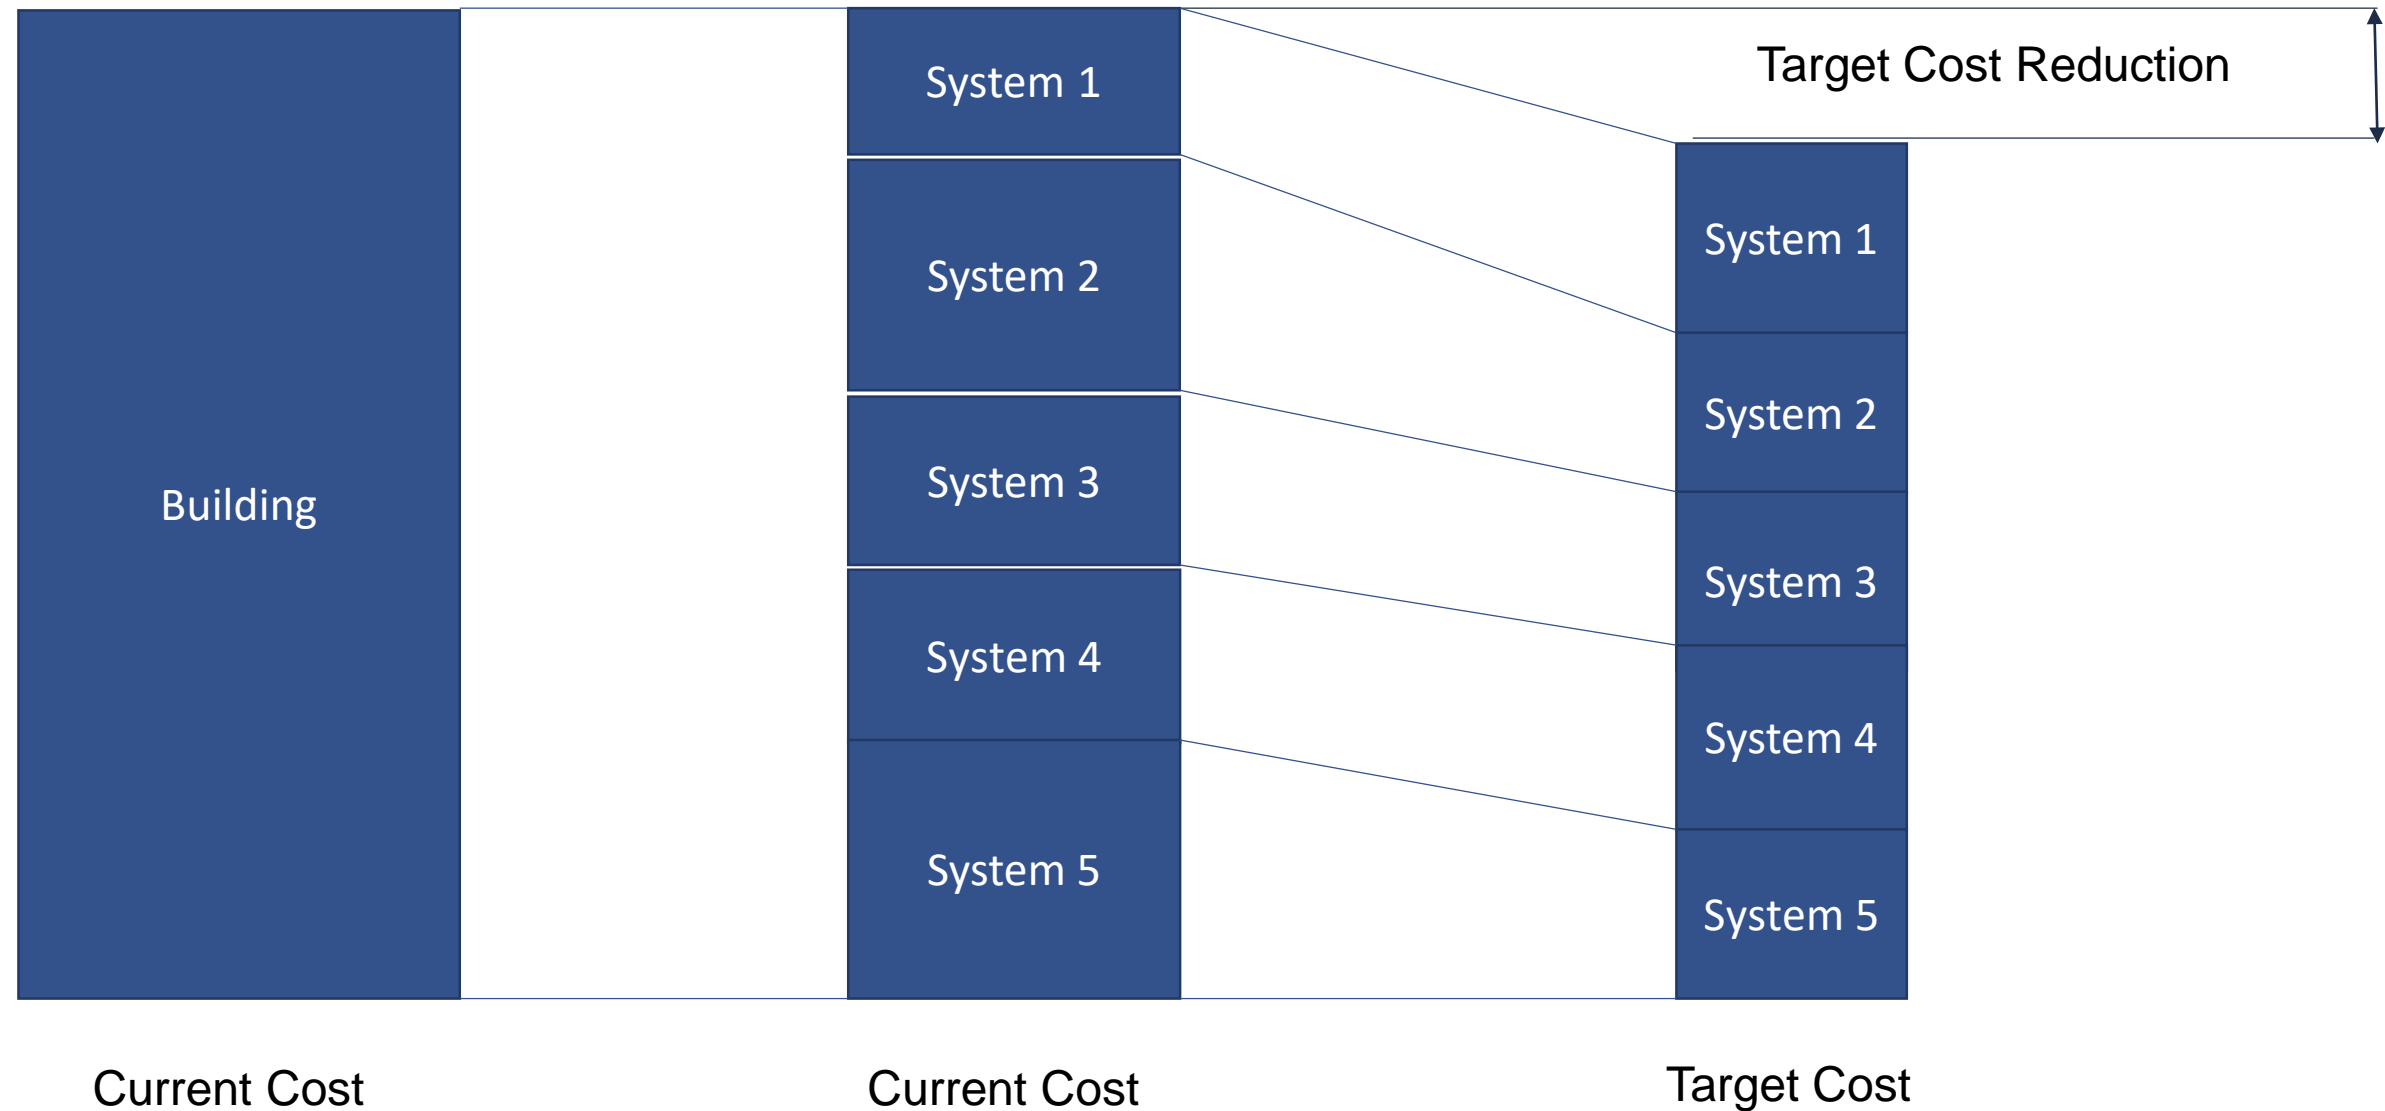 Building
System 1
System 2
System 3
System 4
System 5
Target Cost Reduction
System 1
System 2
System 3
System 4
System 5
Current Cost
Current Cost
Target Cost